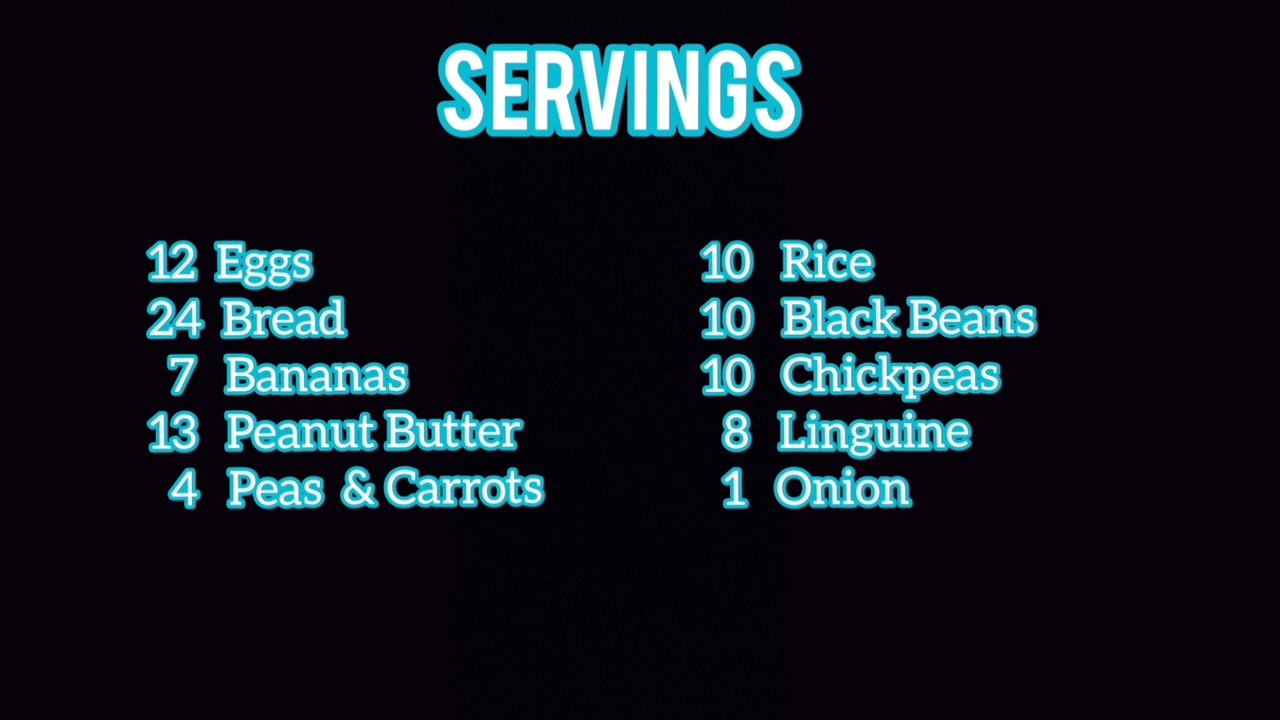 SERVINGS
12 Eggs
24 Bread
7 Bananas
13 Peanut Butter
4 Peas & Carrots
10 Rice
10 Black Beans
10 Chickpeas
8 Linguine
1 Onion